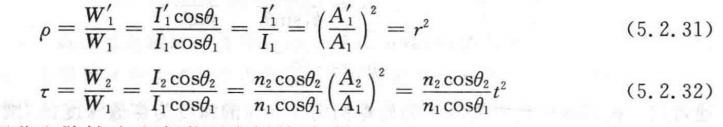 ρ = W′₁/W₁ = I′₁cosθ₁/I₁cosθ₁ = I′₁/I₁ = (A′₁/A₁)² = r² (5.2.31)
τ = W₂/W₁ = I₂cosθ₂/I₁cosθ₁ = n₂cosθ₂/n₁cosθ₁ (A₂/A₁)² = n₂cosθ₂/n₁cosθ₁ t² (5.2.32)